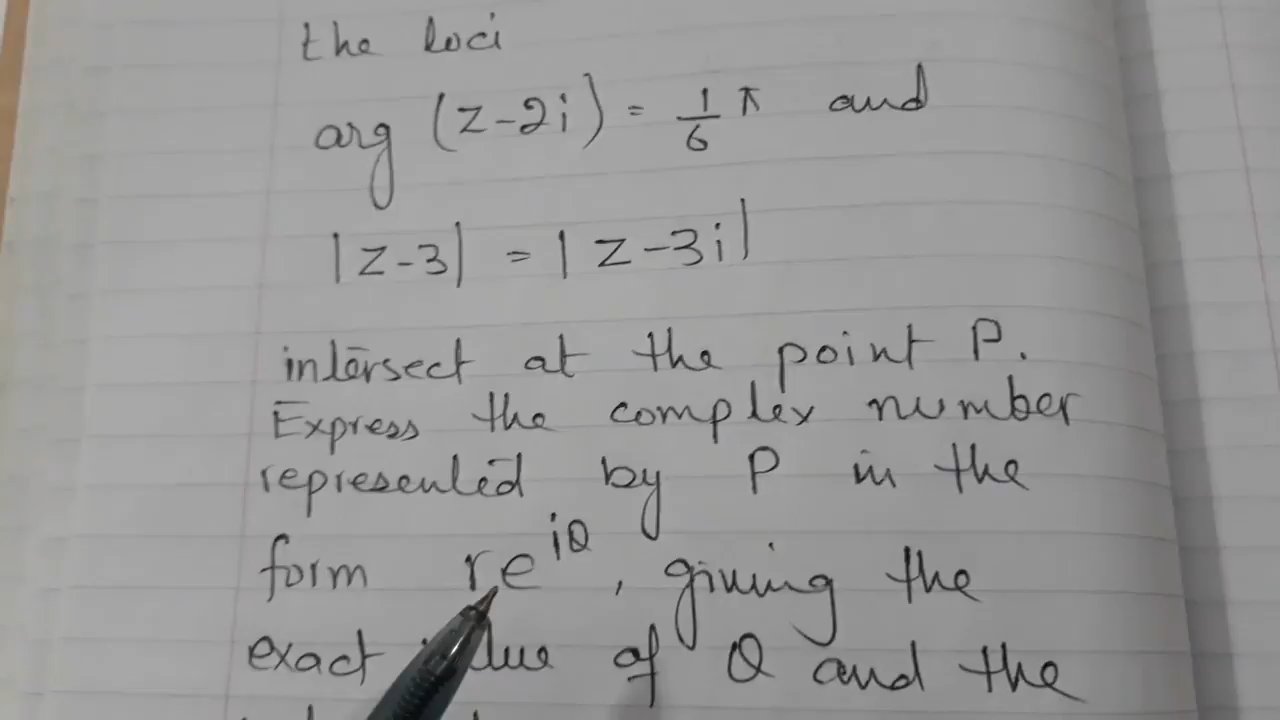 the loci
arg (z-2i) = 1/6 π and
|z-3| = |z-3i|
intersect at the point P.
Express the complex number
represented by P in the
form re^iθ, giving the
exact value of θ and the